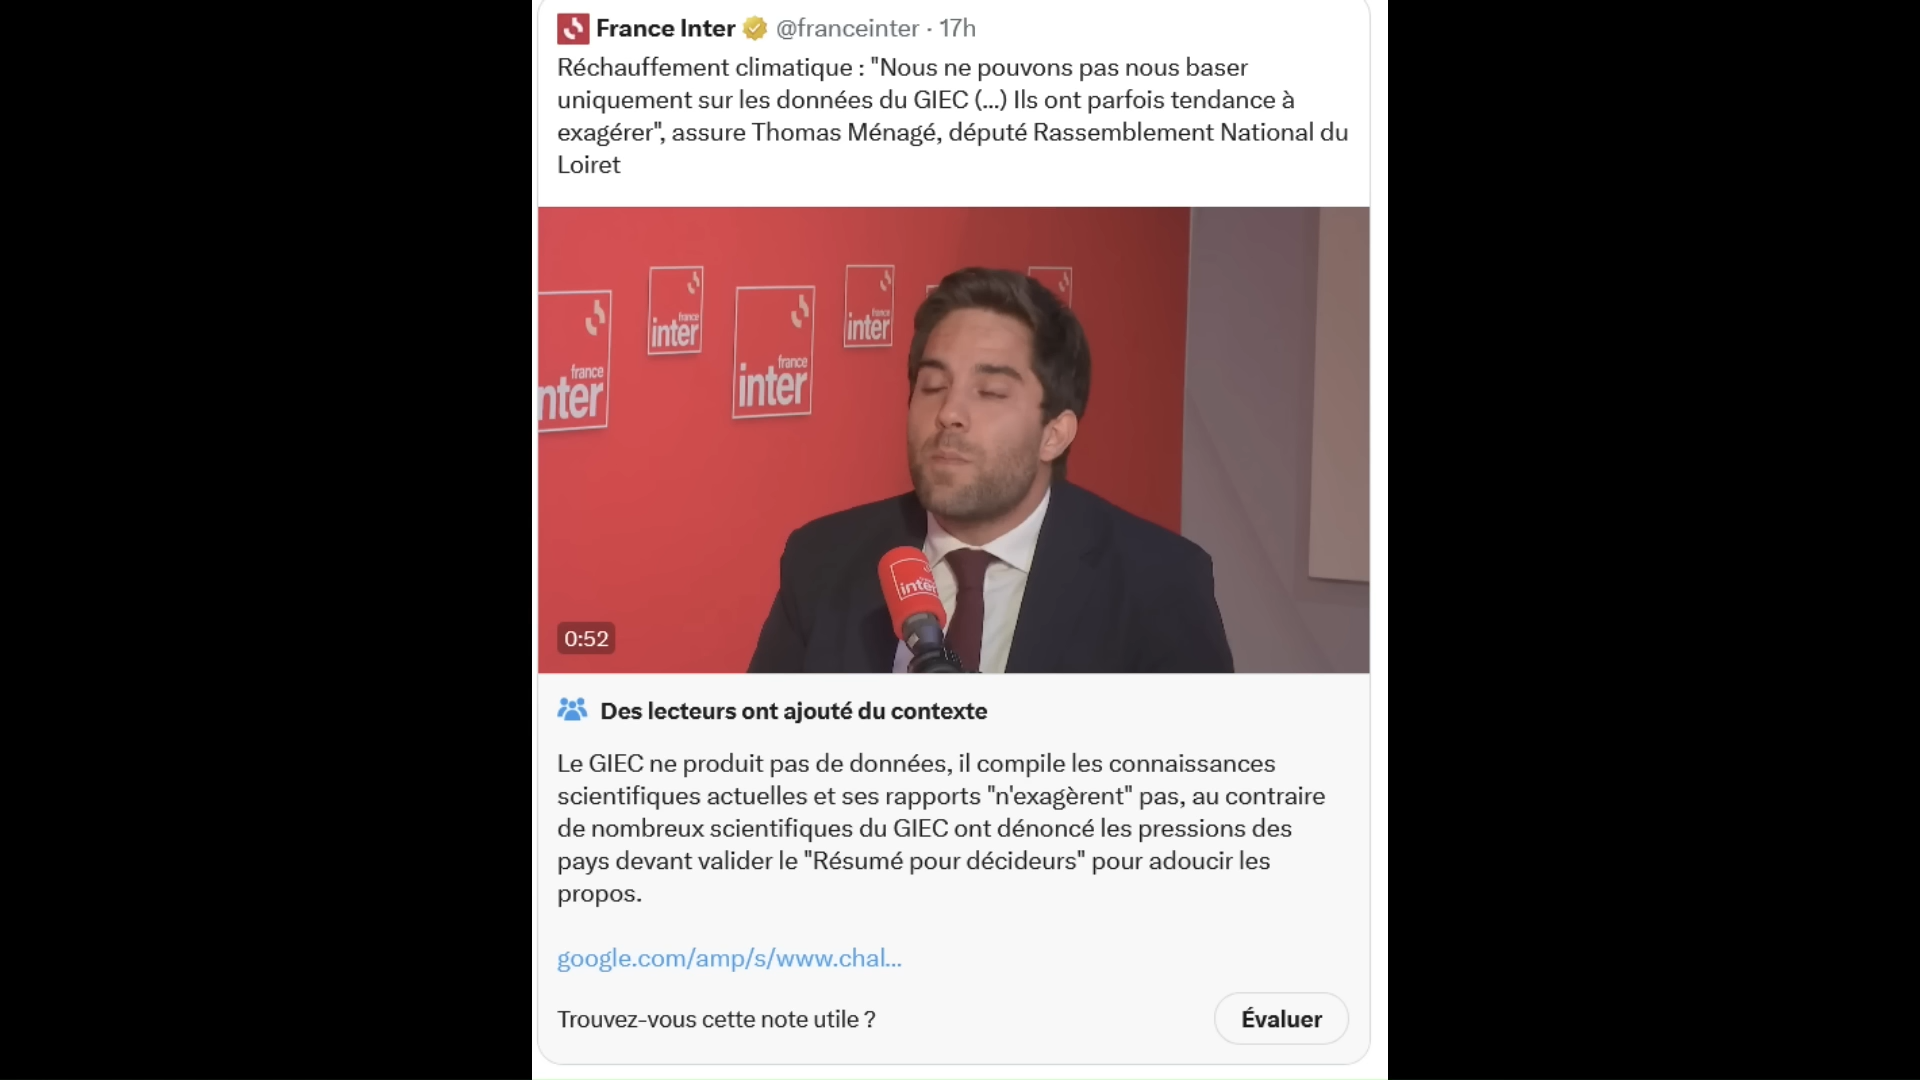 France Inter @franceinter · 17h
Réchauffement climatique : "Nous ne pouvons pas nous baser
uniquement sur les données du GIEC (...) Ils ont parfois tendance à
exagérer", assure Thomas Ménagé, député Rassemblement National du
Loiret
france
inter
france
inter
france
inter
france
nter
inter
0:52
Des lecteurs ont ajouté du contexte
Le GIEC ne produit pas de données, il compile les connaissances
scientifiques actuelles et ses rapports "n'exagèrent" pas, au contraire
de nombreux scientifiques du GIEC ont dénoncé les pressions des
pays devant valider le "Résumé pour décideurs" pour adoucir les
propos.
google.com/amp/s/www.chal...
Trouvez-vous cette note utile ?
Évaluer